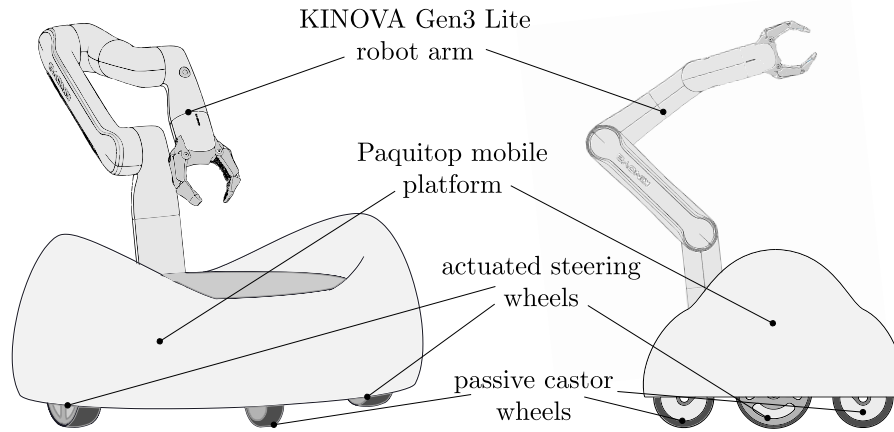 KINOVA Gen3 Lite
robot arm
Paquitop mobile
platform
actuated steering
wheels
passive castor
wheels